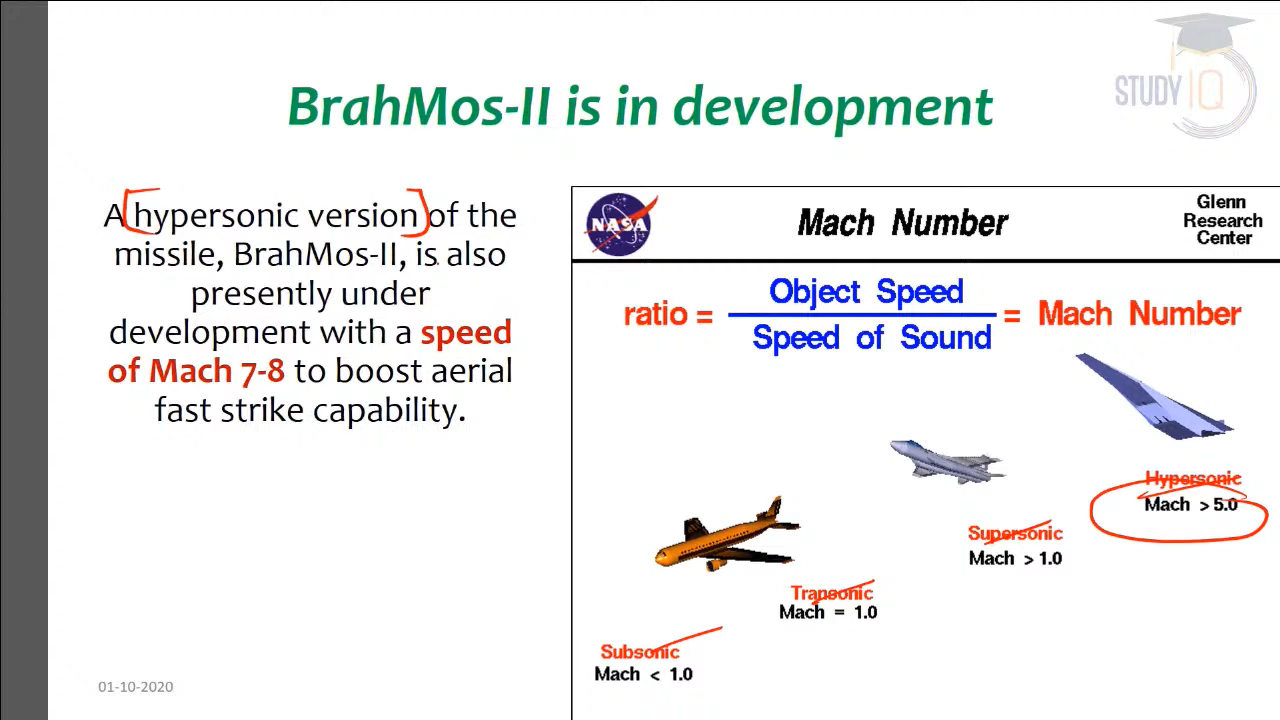 STUDY IQ
BrahMos-II is in development
A hypersonic version of the
missile, BrahMos-II, is also
presently under
development with a speed
of Mach 7-8 to boost aerial
fast strike capability.
NASA
Mach Number
Glenn
Research
Center
ratio = Object Speed
Speed of Sound
= Mach Number
Hypersonic
Mach > 5.0
Supersonic
Mach > 1.0
Transonic
Mach = 1.0
Subsonic
Mach < 1.0
01-10-2020